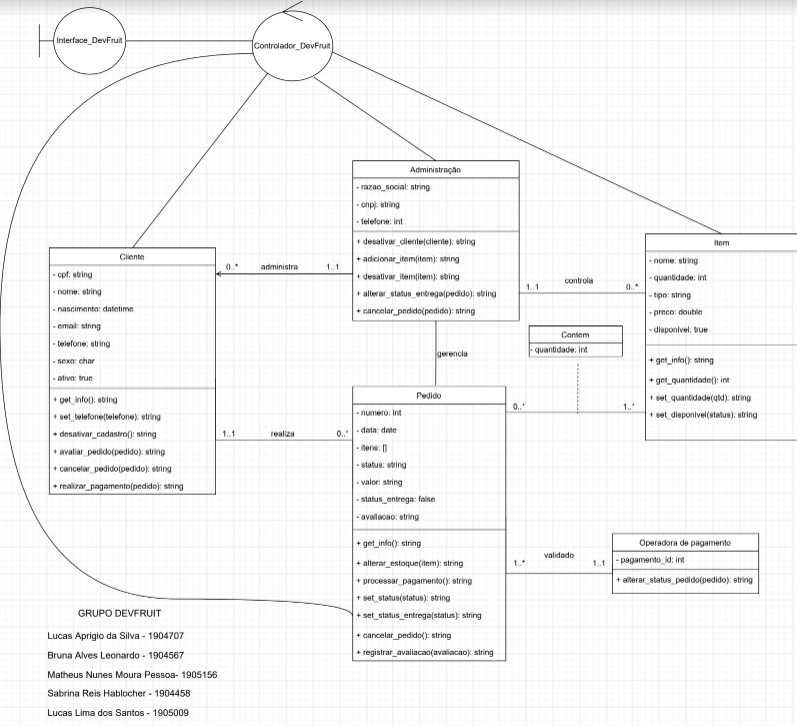 Interface_DevFruit
Controlador_DevFruit
Administração
- razao_social: string
- cnpj: string
- telefone: int
+ desativar_cliente(cliente): string
+ adicionar_item(item): string
+ desativar_item(item): string
+ alterar_status_entrega(pedido): string
+ cancelar_pedido(pedido): string
Item
- nome: string
- quantidade: int
- tipo: string
- preco: double
- disponivel: true
+ get_info(): string
+ get_quantidade(): int
+ set_quantidade(qtd): string
+ set_disponivel(status): string
Cliente
- cpf: string
- nome: string
- nascimento: datetime
- email: string
- telefone: string
- sexo: char
- ativo: true
+ get_info(): string
+ set_telefone(telefone): string
+ desativar_cadastro(): string
+ avaliar_pedido(pedido): string
+ cancelar_pedido(pedido): string
+ realizar_pagamento(pedido): string
0..* administra 1..1
controla
1..1 0..*
Contem
- quantidade: int
gerencia
0..* 1..*
1..1 realiza 0..*
Pedido
- numero: int
- data: date
- itens: []
- status: string
- valor: string
- status_entrega: false
- avaliacao: string
+ get_info(): string
+ alterar_estoque(item): string
+ processar_pagamento(): string
+ set_status(status): string
+ set_status_entrega(status): string
+ cancelar_pedido(): string
+ registrar_avaliacao(avaliacao): string
validado
1..* 1..1
Operadora de pagamento
- pagamento_id: int
+ alterar_status_pedido(pedido): string
GRUPO DEVFRUIT
Lucas Aprigio da Silva - 1904707
Bruna Alves Leonardo - 1904567
Matheus Nunes Moura Pessoa- 1905156
Sabrina Reis Hablocher - 1904458
Lucas Lima dos Santos - 1905009